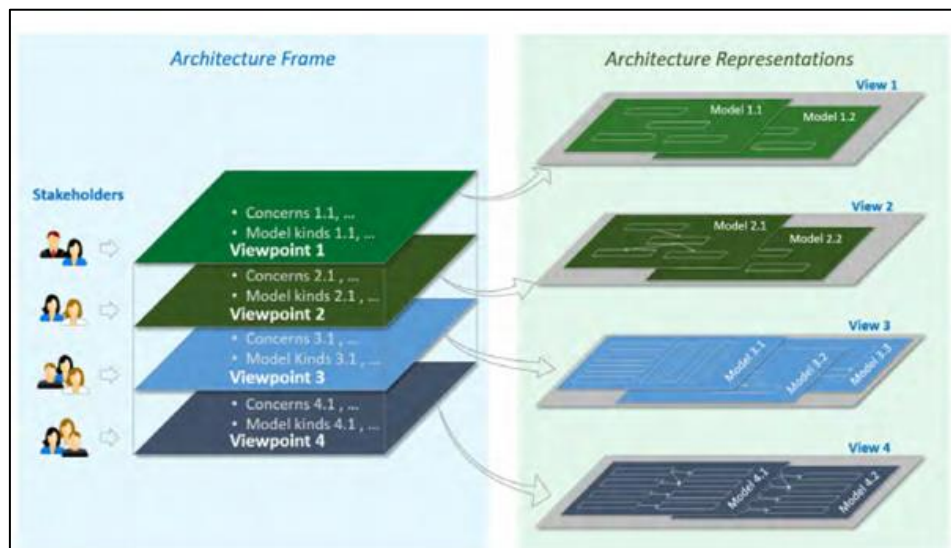 Architecture Frame
Stakeholders
• Concerns 1.1, ...
• Model kinds 1.1, ...
Viewpoint 1
• Concerns 2.1 , ...
• Model kinds 2.1 , ...
Viewpoint 2
• Concerns 3.1 , ...
• Model Kinds 3.1 , ...
Viewpoint 3
• Concerns 4.1 , ...
• Model kinds 4.1 , ...
Viewpoint 4
Architecture Representations
View 1
Model 1.1
Model 1.2
View 2
Model 2.1
Model 2.2
View 3
Model 3.1
Model 3.2
Model 3.3
View 4
Model 4.1
Model 4.2